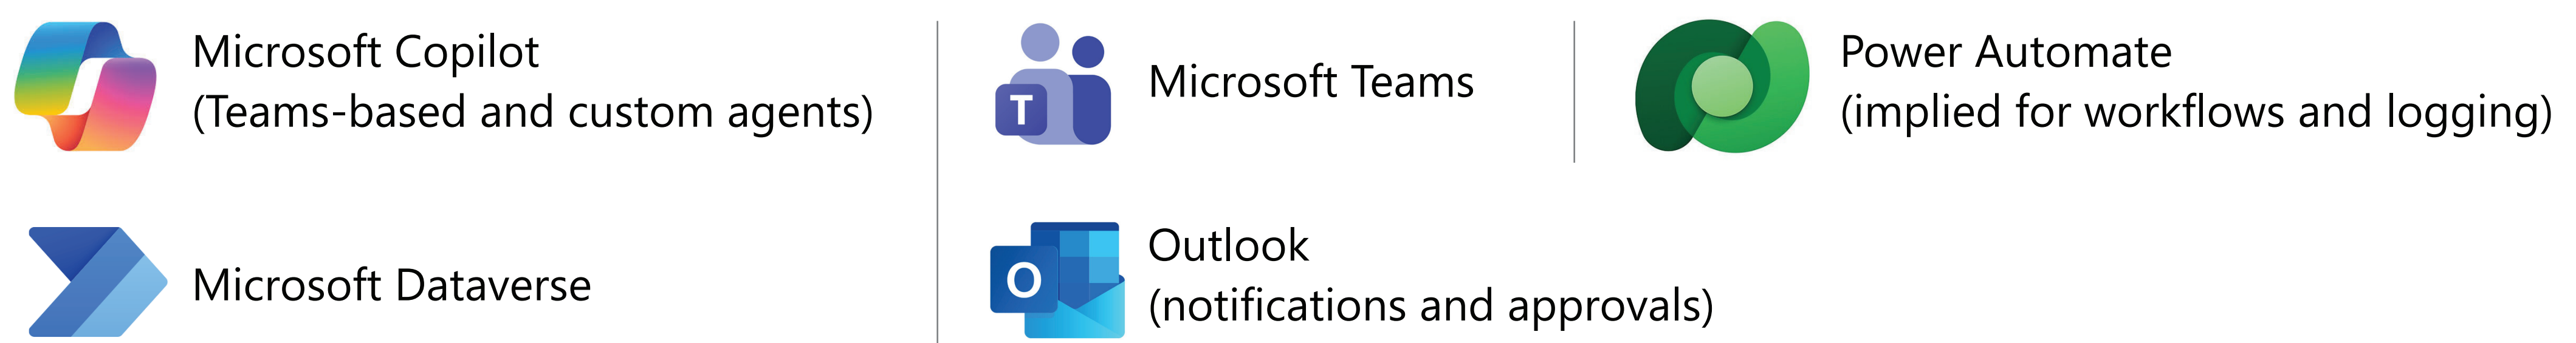 Microsoft Copilot
(Teams-based and custom agents)
Microsoft Dataverse
T
Microsoft Teams
O
Outlook
(notifications and approvals)
Power Automate
(implied for workflows and logging)